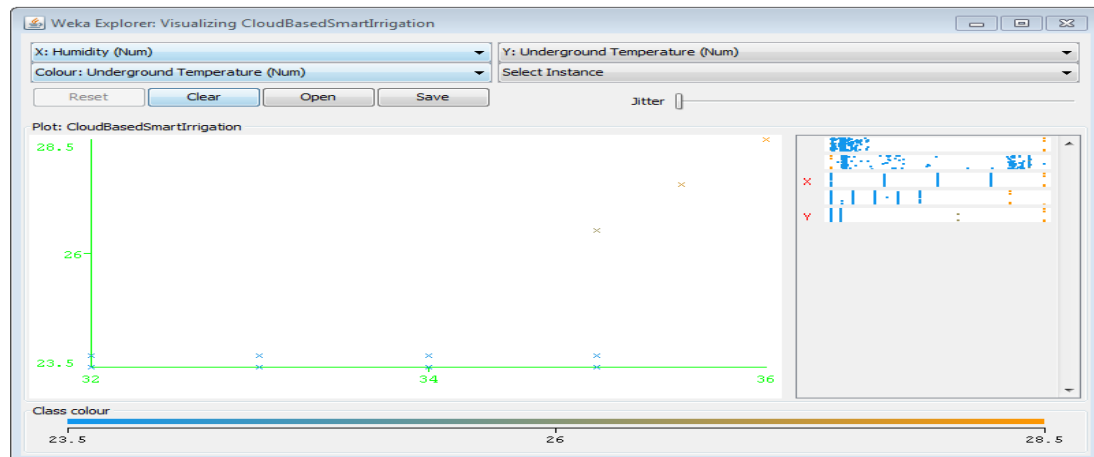 Weka Explorer: Visualizing CloudBasedSmartIrrigation
X: Humidity (Num)
Y: Underground Temperature (Num)
Colour: Underground Temperature (Num)
Select Instance
Reset
Clear
Open
Save
Jitter
Plot: CloudBasedSmartIrrigation
28.5
26
23.5
32
34
36
X
Y
Class colour
23.5
26
28.5